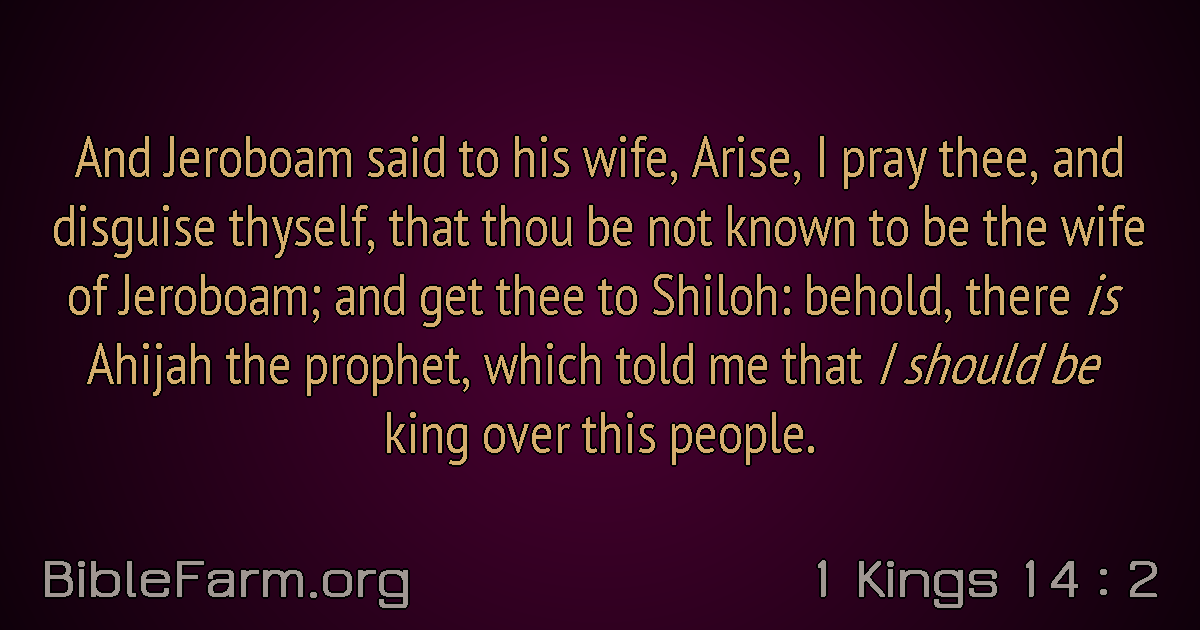 And Jeroboam said to his wife, Arise, I pray thee, and
disguise thyself, that thou be not known to be the wife
of Jeroboam; and get thee to Shiloh: behold, there is
Ahijah the prophet, which told me that I should be
king over this people.
BibleFarm.org
1 Kings 14 : 2